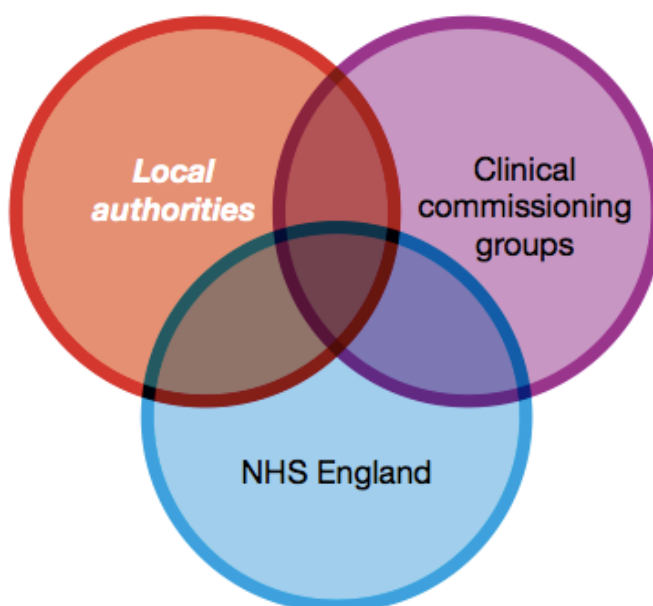 Local
authorities
Clinical
commissioning
groups
NHS England